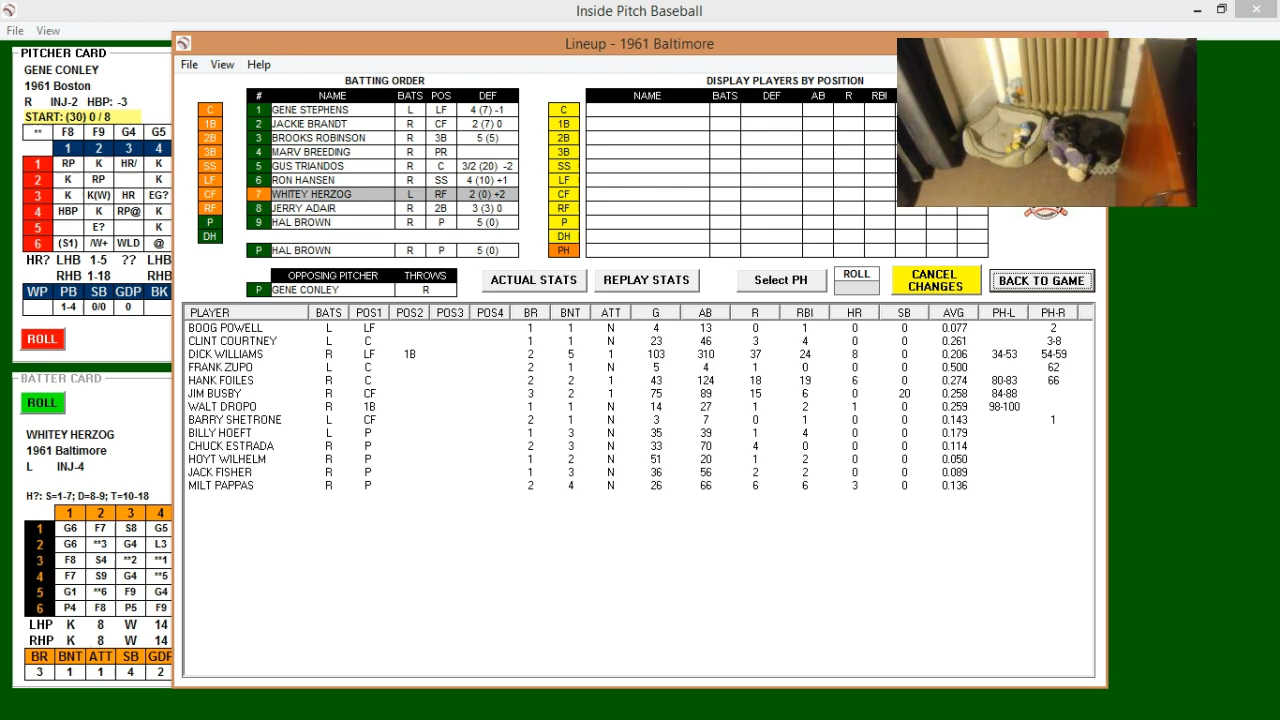 Inside Pitch Baseball
File View
PITCHER CARD
GENE CONLEY
1961 Boston
R INJ-2 HBP: -3
START: (30) 0 / 8
** F8 F9 G4 G5
1 2 3 4
1 RP K HR/ K
2 K RP K
3 K K(W) HR EG?
4 HBP K RP@ K
5 E? K
6 (S1) /W+ WLD @
HR? LHB 1-5 ?? LHB
RHB 1-18 RHB
WP PB SB GDP BK
1-4 0/0 0
ROLL
BATTER CARD
ROLL
WHITEY HERZOG
1961 Baltimore
L INJ-4
H?: S=1-7; D=8-9; T=10-18
1 2 3 4
1 G6 F7 S8 G5
2 G6 **3 G4 L3
3 F8 S4 **2 **1
4 F7 S9 G4 **5
5 G1 **6 F9 G4
6 P4 F8 P5 F9
LHP K 8 W 14
RHP K 8 W 14
BR BNT ATT SB GDP
3 1 1 4 2
Lineup - 1961 Baltimore
File View Help
BATTING ORDER
# NAME BATS POS DEF
1 GENE STEPHENS L LF 4 (7) -1
2 JACKIE BRANDT R CF 2 (7) 0
3 BROOKS ROBINSON R 3B 5 (5)
4 MARV BREEDING R PR
5 GUS TRIANDOS R C 3/2 (20) -2
6 RON HANSEN R SS 4 (10) +1
7 WHITEY HERZOG L RF 2 (0) +2
8 JERRY ADAIR R 2B 3 (3) 0
9 HAL BROWN R P 5 (0)
P HAL BROWN R P 5 (0)
C
1B
2B
3B
SS
LF
CF
RF
P
DH
OPPOSING PITCHER THROWS
P GENE CONLEY R
DISPLAY PLAYERS BY POSITION
NAME BATS DEF AB R RBI
C
1B
2B
3B
SS
LF
CF
RF
P
DH
PH
ACTUAL STATS REPLAY STATS Select PH ROLL CANCEL CHANGES BACK TO GAME
PLAYER BATS POS1 POS2 POS3 POS4 BR BNT ATT G AB R RBI HR SB AVG PH-L PH-R
BOOG POWELL L LF 1 1 N 4 13 0 1 0 0 0.077 2
CLINT COURTNEY L C 1 1 N 23 46 3 4 0 0 0.261 3-8
DICK WILLIAMS R LF 1B 2 5 1 103 310 37 24 8 0 0.206 34-53 54-59
FRANK ZUPO L C 2 1 N 5 4 1 0 0 0 0.500 62
HANK FOILES R C 2 2 1 43 124 18 19 6 0 0.274 80-83 66
JIM BUSBY R CF 3 2 1 75 89 15 6 0 20 0.258 84-88
WALT DROPO R 1B 1 1 N 14 27 1 2 1 0 0.259 98-100
BARRY SHETRONE L CF 2 1 N 3 7 0 1 0 0 0.143 1
BILLY HOEFT L P 1 3 N 35 39 1 4 0 0 0.179
CHUCK ESTRADA R P 2 3 N 33 70 4 0 0 0 0.114
HOYT WILHELM R P 1 2 N 51 20 1 2 0 0 0.050
JACK FISHER R P 1 3 N 36 56 2 2 0 0 0.089
MILT PAPPAS R P 2 4 N 26 66 6 6 3 0 0.136